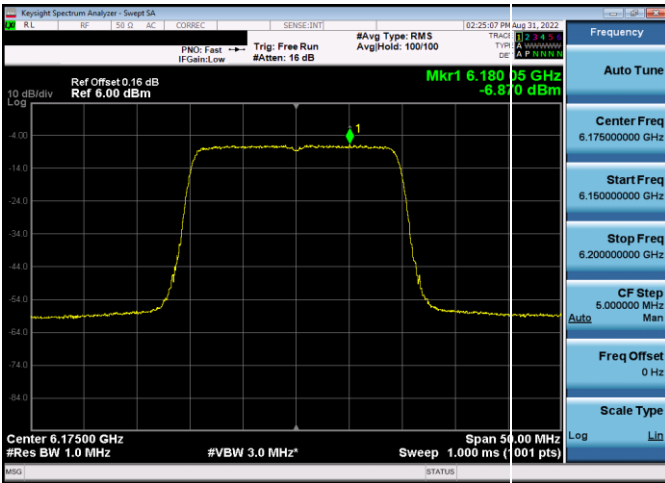 Keysight Spectrum Analyzer - Swept SA
RL RF 50 Ω AC CORREC SENSE:INT 02:25:07 PM Aug 31, 2022
#Avg Type: RMS
Avg|Hold: 100/100
TRACE 1 2 3 4 5 6
A WWWWW
A P N N N N
PNO: Fast
IFGain:Low
Trig: Free Run
#Atten: 16 dB
Mkr1 6.180 05 GHz
-6.870 dBm
Ref Offset 0.16 dB
Ref 6.00 dBm
10 dB/div
Log
1
-4.00
-14.0
-24.0
-34.0
-44.0
-54.0
-64.0
-74.0
-84.0
Center 6.17500 GHz
#Res BW 1.0 MHz
#VBW 3.0 MHz*
Span 50.00 MHz
Sweep 1.000 ms (1001 pts)
MSG
STATUS
Frequency
Auto Tune
Center Freq
6.175000000 GHz
Start Freq
6.150000000 GHz
Stop Freq
6.200000000 GHz
CF Step
5.000000 MHz
Auto Man
Freq Offset
0 Hz
Scale Type
Log Lin